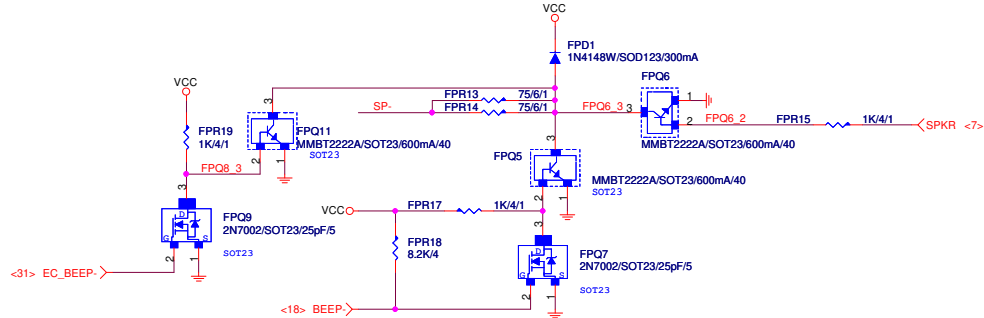 VCC
FPD1
1N4148W/SOD123/300mA
FPQ6
VCC
3
FPR13
75/6/1
SP-
FPR14
75/6/1
FPQ6_3
3
1
2
FPQ6_2
FPR15
1K/4/1
SPKR <7>
FPR19
1K/4/1
FPQ11
MMBT2222A/SOT23/600mA/40
SOT23
2
1
3
FPQ5
MMBT2222A/SOT23/600mA/40
FPQ8_3
MMBT2222A/SOT23/600mA/40
SOT23
3
2
1
VCC
FPR17
1K/4/1
D
G
S
FPQ9
2N7002/SOT23/25pF/5
SOT23
3
FPR18
8.2K/4
D
G
S
FPQ7
2N7002/SOT23/25pF/5
SOT23
2
1
<31> EC_BEEP-
2
1
<18> BEEP-